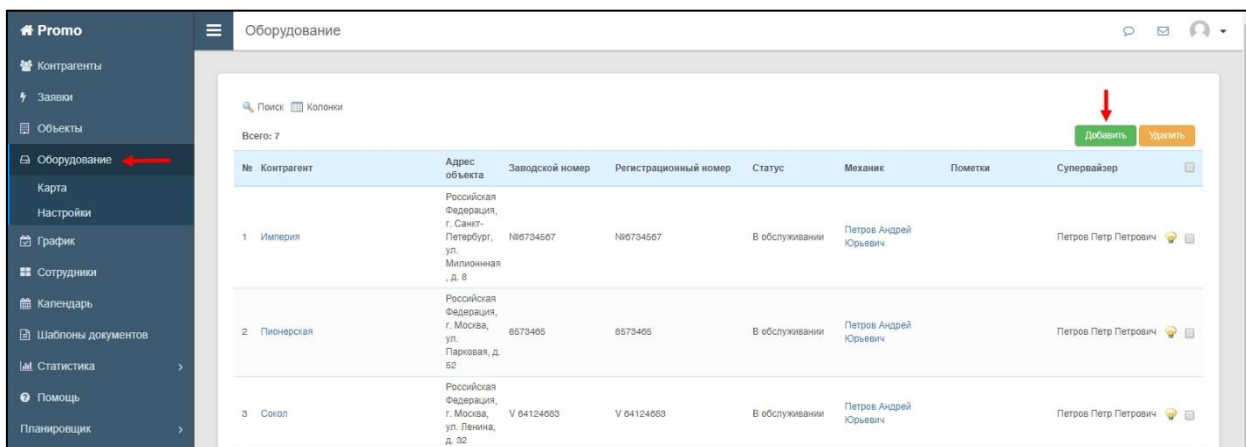 Promo
Оборудование
Контрагенты
Заявки
Объекты
Оборудование
Карта
Настройки
График
Сотрудники
Календарь
Шаблоны документов
Статистика
Помощь
Планировщик
Поиск Колонки
Всего: 7
Добавить Удалить
№ Контрагент Адрес объекта Заводской номер Регистрационный номер Статус Механик Пометки Супервайзер
Российская
Федерация,
г. Санкт-
Петербург,
ул.
Милионнная
, д. 8
1 Империя №6734567 №6734567 В обслуживании Петров Андрей Юрьевич Петров Петр Петрович
Российская
Федерация,
г. Москва,
ул.
Парковая, д.
52
2 Пионерская 8573465 8573465 В обслуживании Петров Андрей Юрьевич Петров Петр Петрович
Российская
Федерация,
г. Москва,
ул. Ленина,
д. 32
3 Сокол V 64124683 V 64124683 В обслуживании Петров Андрей Юрьевич Петров Петр Петрович